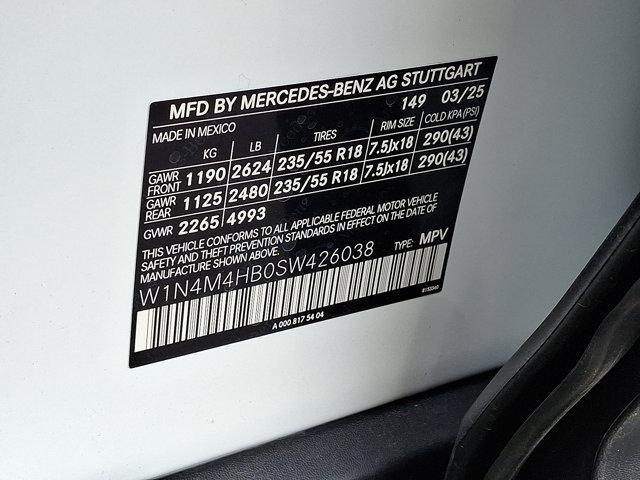 MFD BY MERCEDES-BENZ AG STUTTGART
149 03/25
MADE IN MEXICO
KG LB TIRES RIM SIZE COLD KPA (PSI)
GAWR FRONT 1190 2624 235/55 R18 7.5Jx18 290(43)
GAWR REAR 1125 2480 235/55 R18 7.5Jx18 290(43)
GVWR 2265 4993
THIS VEHICLE CONFORMS TO ALL APPLICABLE FEDERAL MOTOR VEHICLE
SAFETY AND THEFT PREVENTION STANDARDS IN EFFECT ON THE DATE OF
MANUFACTURE SHOWN ABOVE.
TYPE: MPV
W1N4M4HB0SW426038
A 000 817 54 04